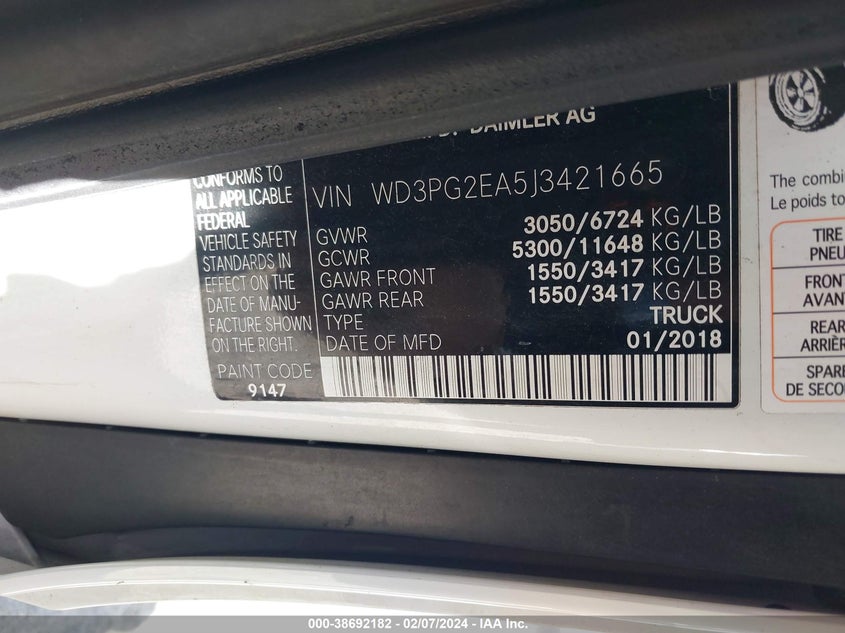 DAIMLER AG
CONFORMS TO
ALL APPLICABLE
FEDERAL
VEHICLE SAFETY
STANDARDS IN
EFFECT ON THE
DATE OF MANU-
FACTURE SHOWN
ON THE RIGHT.
PAINT CODE
9147
VIN WD3PG2EA5J3421665
GVWR 3050/6724 KG/LB
GCWR 5300/11648 KG/LB
GAWR FRONT 1550/3417 KG/LB
GAWR REAR 1550/3417 KG/LB
TYPE TRUCK
DATE OF MFD 01/2018
The combin
Le poids to
TIRE
PNEU
FRONT
AVANT
REAR
ARRIÈR
SPARE
DE SECOU
000-38692182 - 02/07/2024 - IAA Inc.